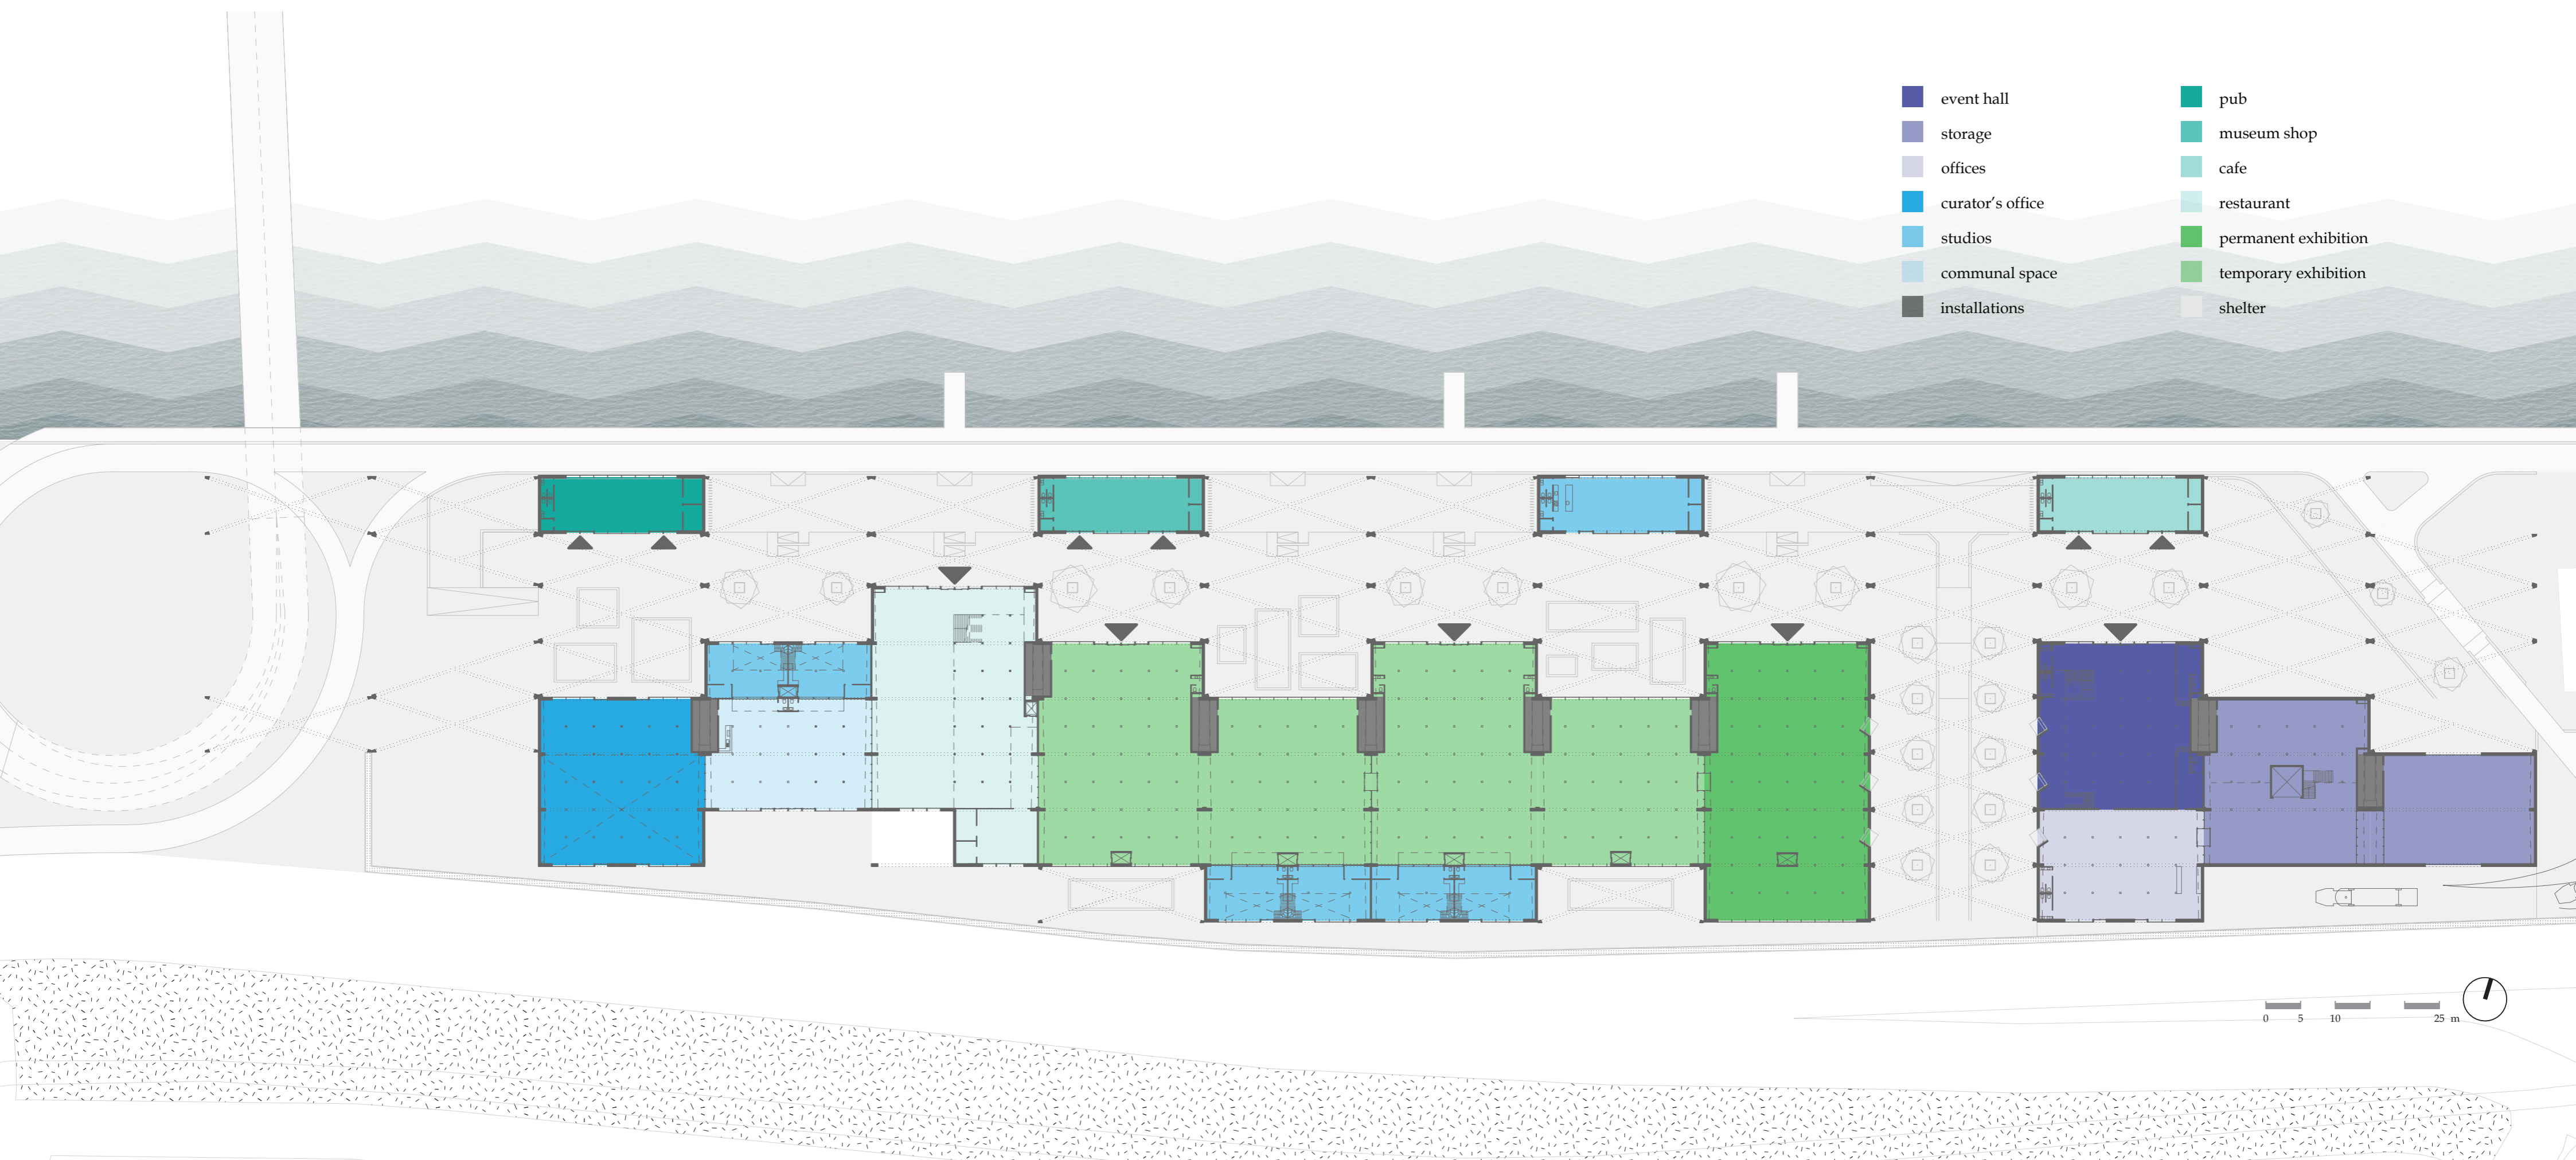 event hall
storage
offices
curator's office
studios
communal space
installations
pub
museum shop
cafe
restaurant
permanent exhibition
temporary exhibition
shelter
0 5 10 25 m